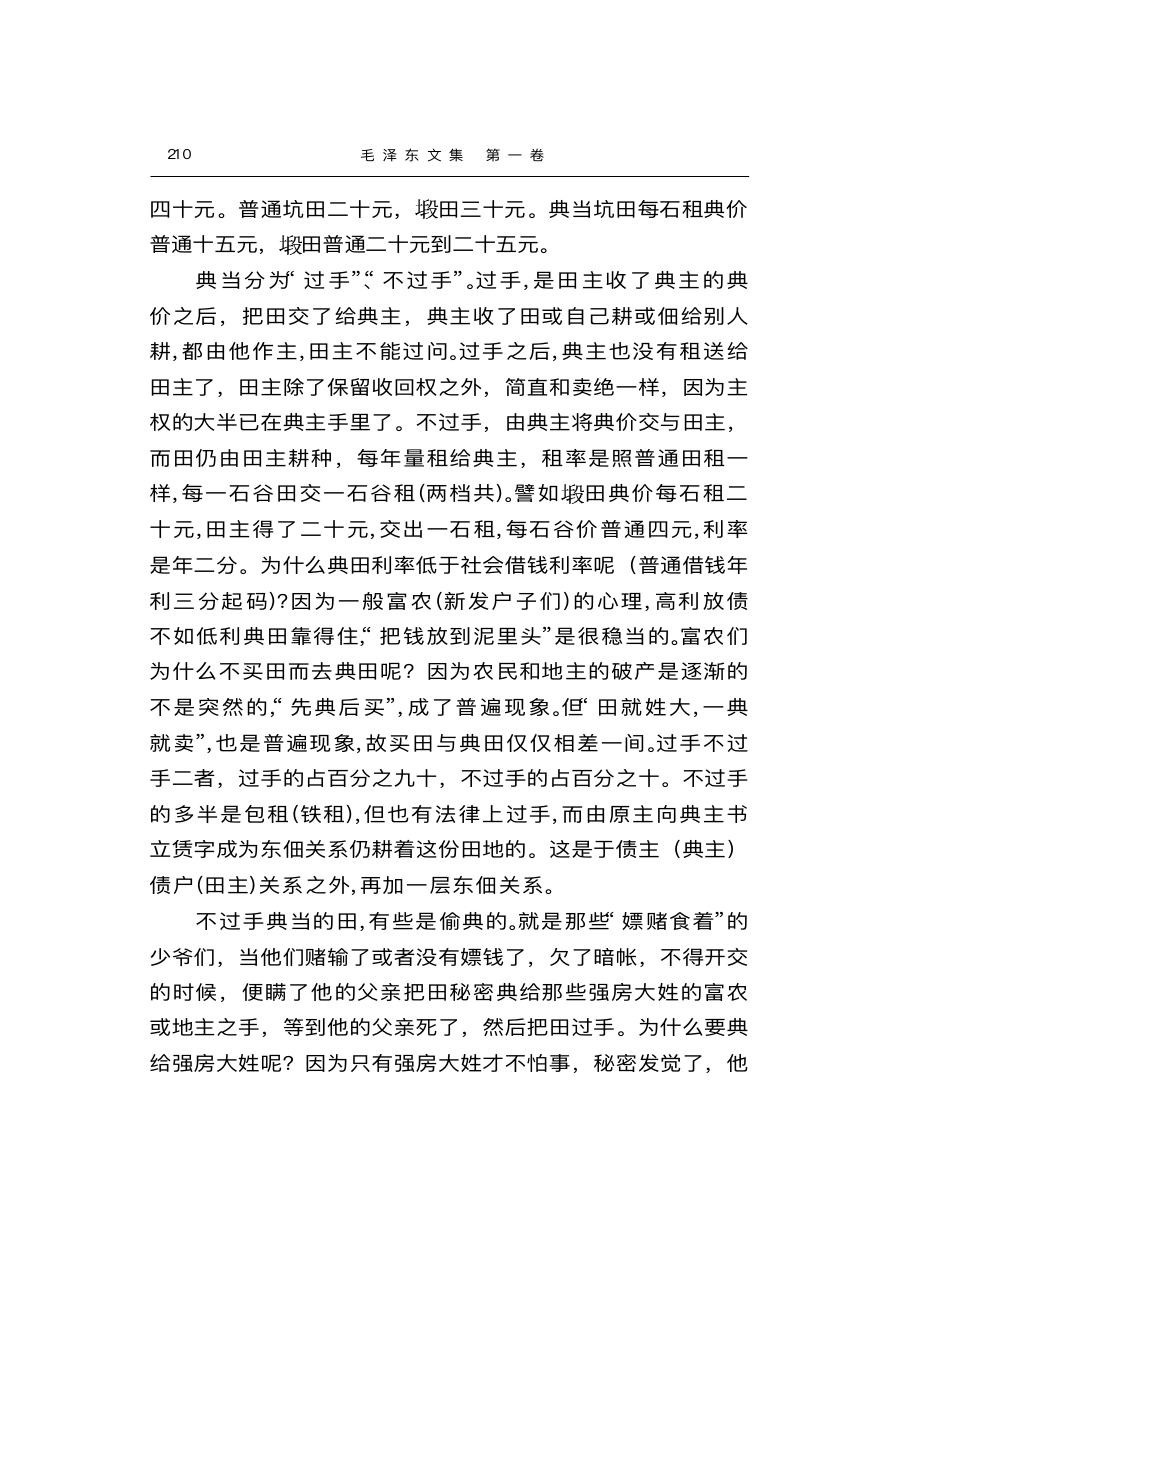 210 毛泽东文集 第一卷
四十元。普通坑田二十元，塅田三十元。典当坑田每石租典价
普通十五元，塅田普通二十元到二十五元。
典当分为“过手”、“不过手”。过手,是田主收了典主的典
价之后，把田交了给典主，典主收了田或自己耕或佃给别人
耕,都由他作主,田主不能过问。过手之后,典主也没有租送给
田主了，田主除了保留收回权之外，简直和卖绝一样，因为主
权的大半已在典主手里了。不过手，由典主将典价交与田主，
而田仍由田主耕种，每年量租给典主，租率是照普通田租一
样,每一石谷田交一石谷租(两档共)。譬如塅田典价每石租二
十元,田主得了二十元,交出一石租,每石谷价普通四元,利率
是年二分。为什么典田利率低于社会借钱利率呢（普通借钱年
利三分起码)?因为一般富农(新发户子们)的心理,高利放债
不如低利典田靠得住,“把钱放到泥里头”是很稳当的。富农们
为什么不买田而去典田呢？因为农民和地主的破产是逐渐的
不是突然的,“先典后买”,成了普遍现象。但“田就姓大,一典
就卖”,也是普遍现象,故买田与典田仅仅相差一间。过手不过
手二者，过手的占百分之九十，不过手的占百分之十。不过手
的多半是包租(铁租),但也有法律上过手,而由原主向典主书
立赁字成为东佃关系仍耕着这份田地的。这是于债主（典主）
债户(田主)关系之外,再加一层东佃关系。
不过手典当的田,有些是偷典的。就是那些“嫖赌食着”的
少爷们，当他们赌输了或者没有嫖钱了，欠了暗帐，不得开交
的时候，便瞒了他的父亲把田秘密典给那些强房大姓的富农
或地主之手，等到他的父亲死了，然后把田过手。为什么要典
给强房大姓呢？因为只有强房大姓才不怕事，秘密发觉了，他